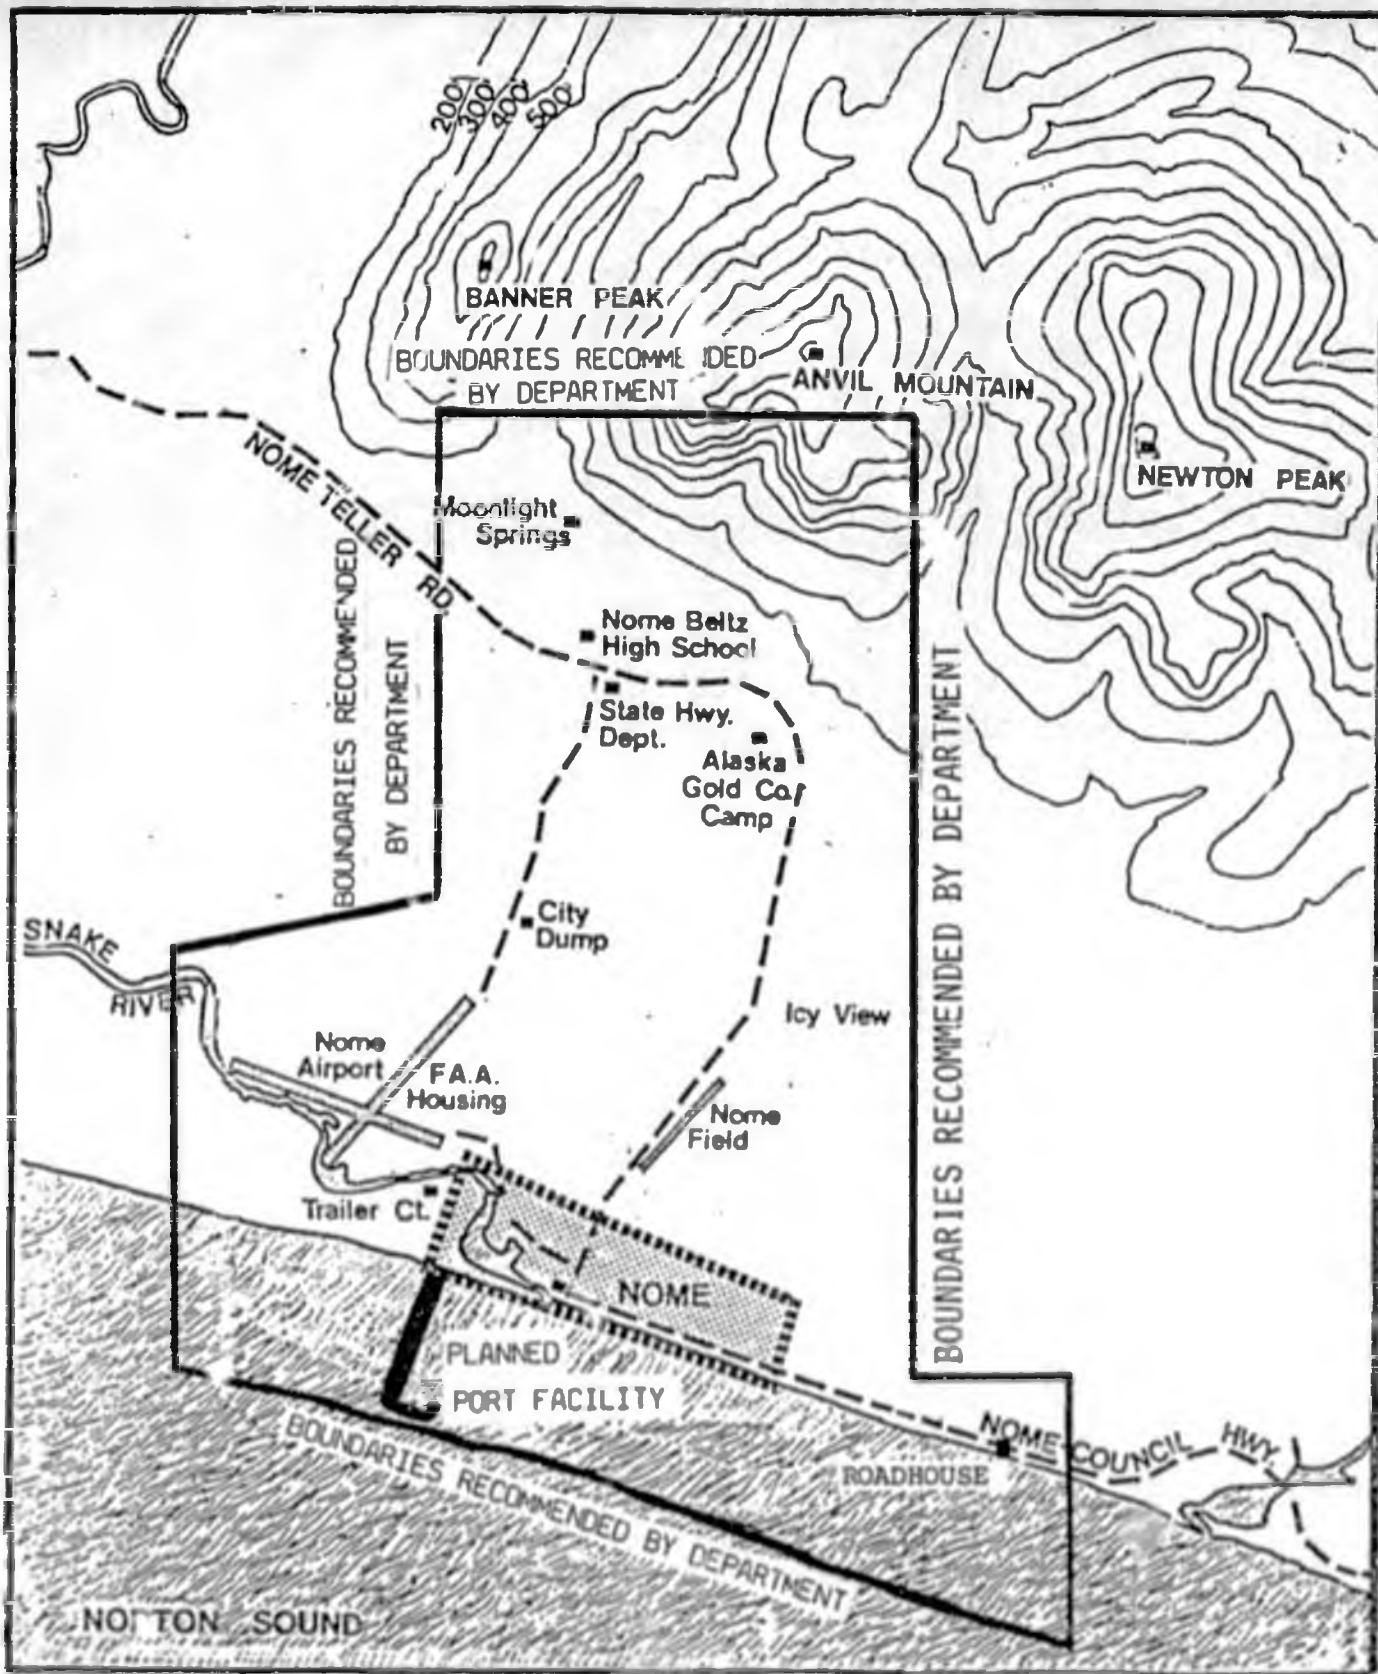 200
300
400
500
BANNER PEAK
BOUNDARIES RECOMME IDED
BY DEPARTMENT
ANVIL MOUNTAIN
NEWTON PEAK
NOME TELLER RD.
Moonlight
Springs
BOUNDARIES RECOMMENDED
BY DEPARTMENT
Nome Beltz
High School
State Hwy.
Dept.
Alaska
Gold Co.
Camp
BOUNDARIES RECOMMENDED BY DEPARTMENT
City
Dump
SNAKE
RIVER
Icy View
Nome
Airport
F.A.A.
Housing
Nome
Field
Trailer Ct.
NOME
PLANNED
PORT FACILITY
BOUNDARIES RECOMMENDED BY DEPARTMENT
NOME COUNCIL HWY
ROADHOUSE
NOTTON SOUND